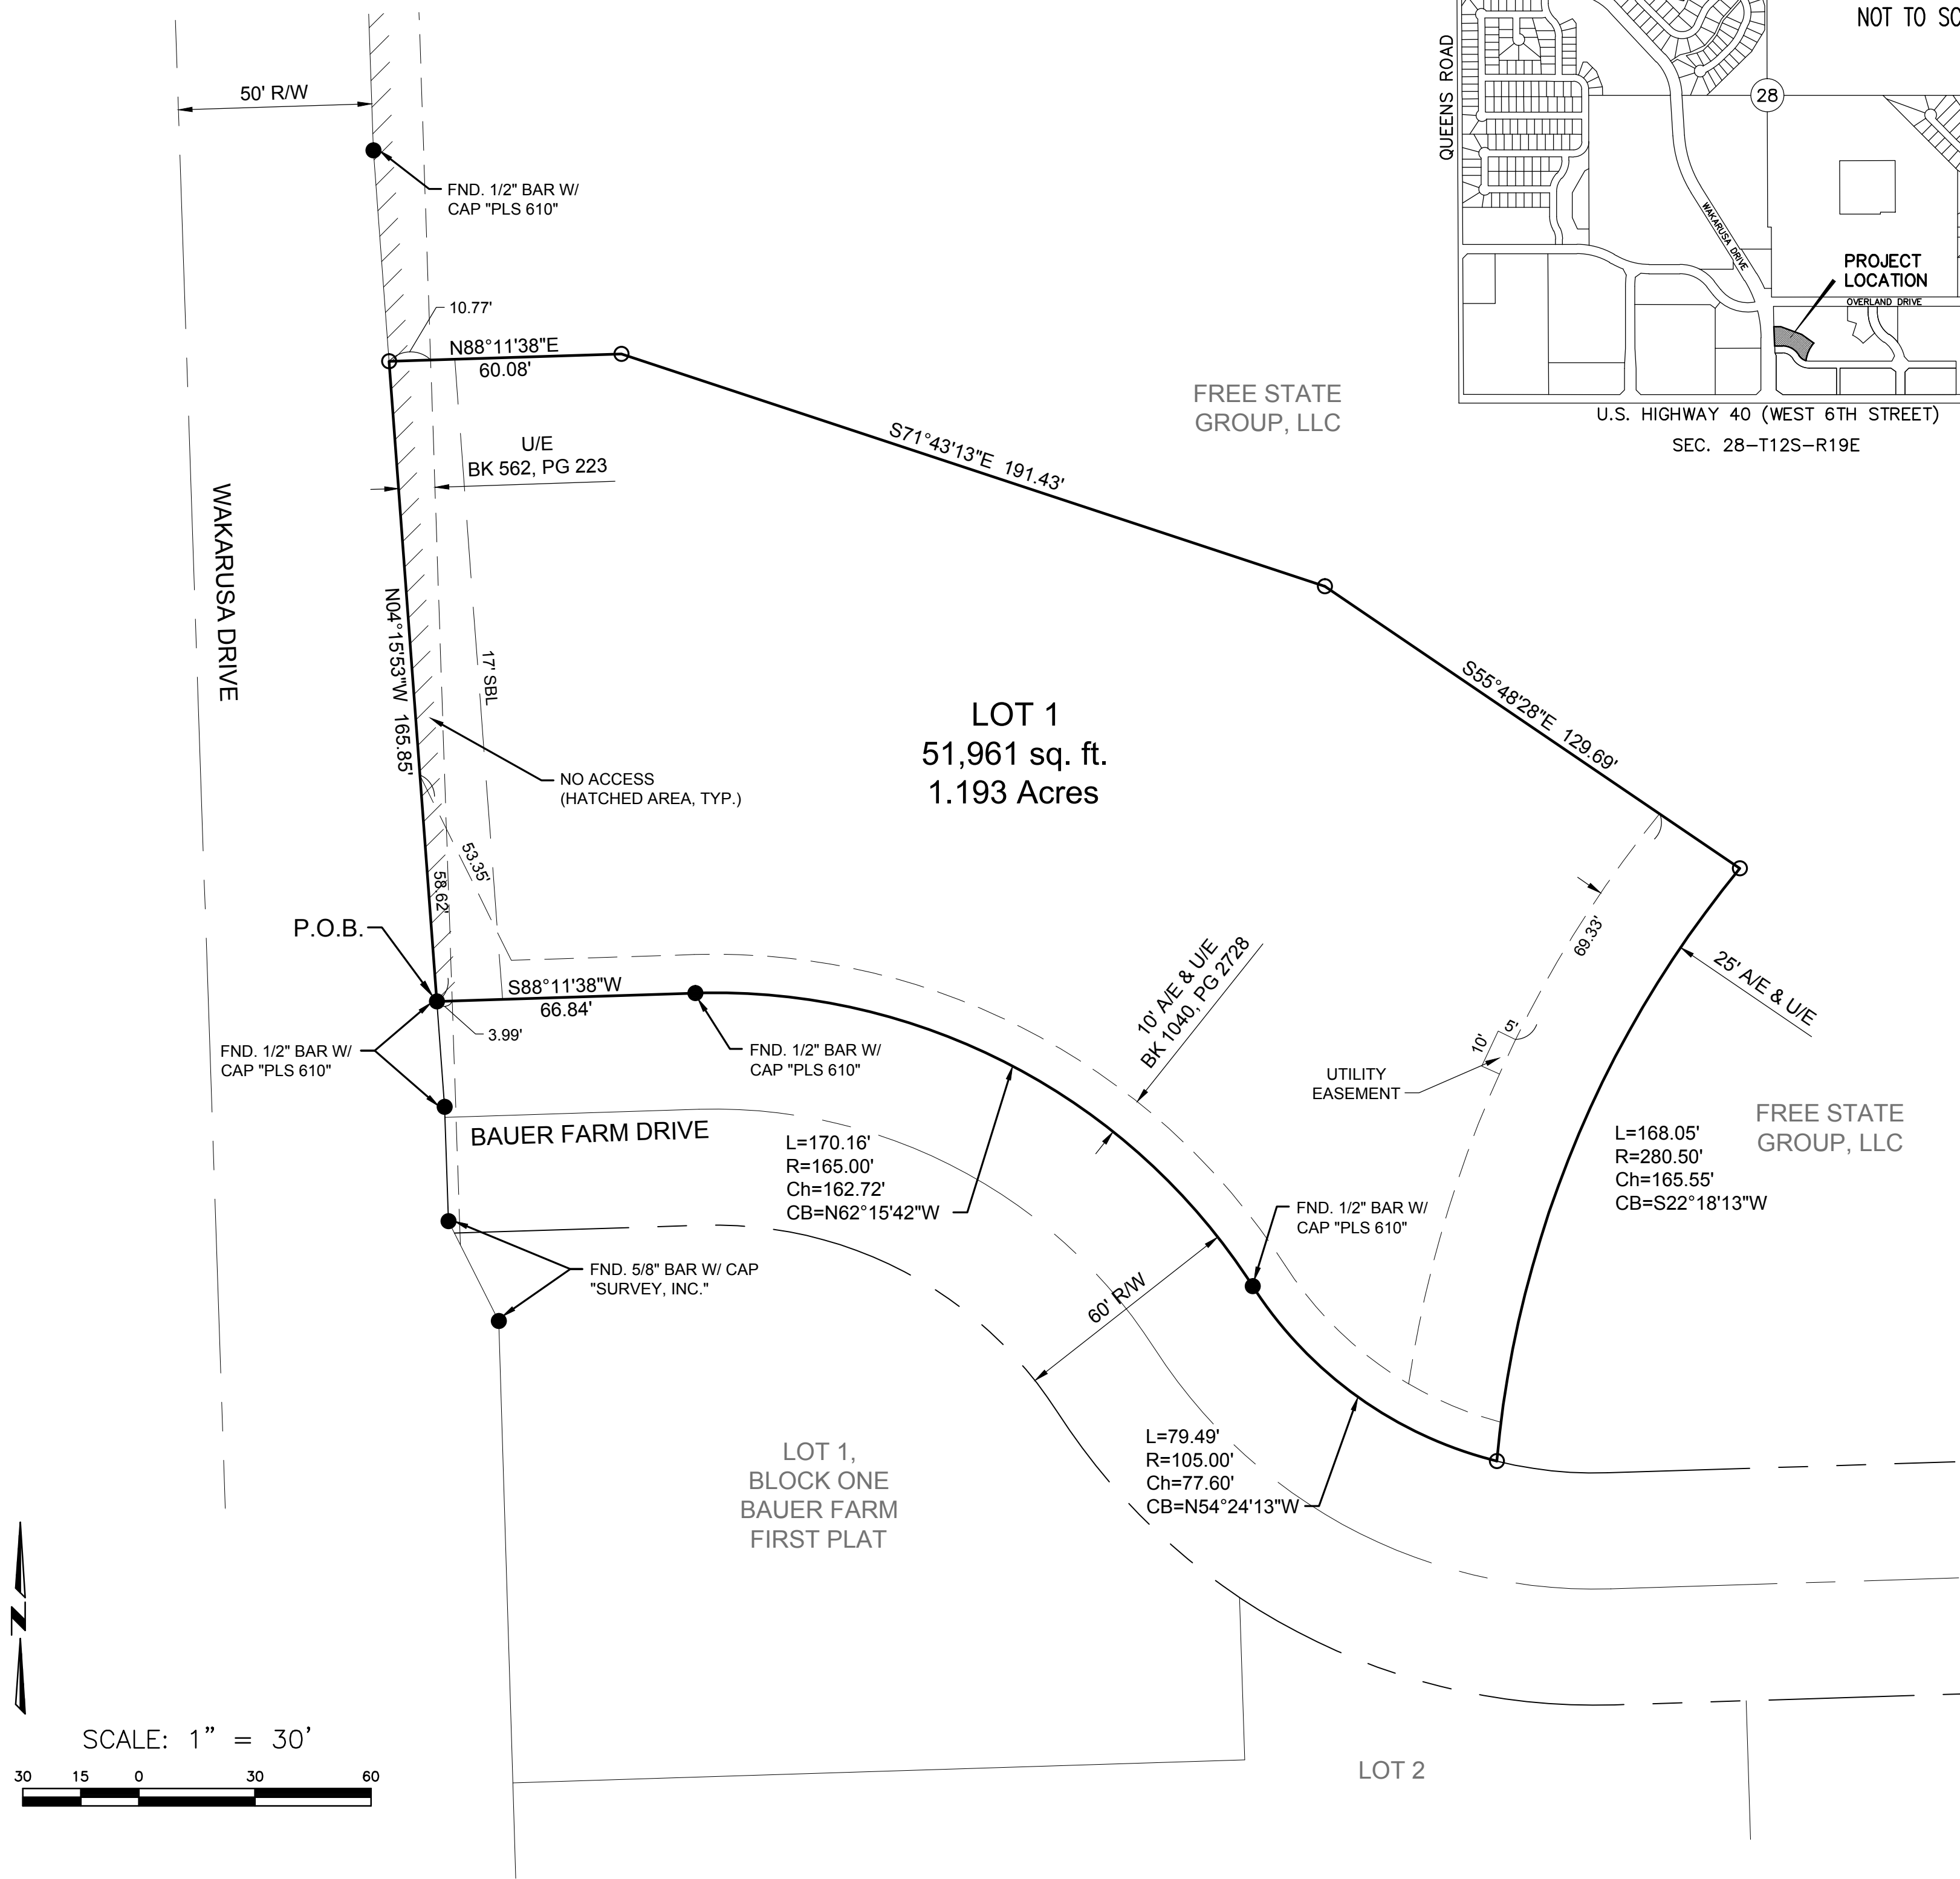 NOT TO SC
QUEENS ROAD
28
WAKARUSA DRIVE
PROJECT
LOCATION
OVERLAND DRIVE
U.S. HIGHWAY 40 (WEST 6TH STREET)
SEC. 28-T12S-R19E
50' R/W
FND. 1/2" BAR W/
CAP "PLS 610"
10.77'
N88°11'38"E
60.08'
U/E
BK 562, PG 223
S71°43'13"E 191.43'
FREE STATE
GROUP, LLC
WAKARUSA DRIVE
N04°15'53"W 165.85'
17' SBL
S55°48'28"E 129.69'
LOT 1
51,961 sq. ft.
1.193 Acres
NO ACCESS
(HATCHED AREA, TYP.)
53.35'
58.62'
P.O.B.
S88°11'38"W
66.84'
3.99'
FND. 1/2" BAR W/
CAP "PLS 610"
FND. 1/2" BAR W/
CAP "PLS 610"
10' A/E & U/E
BK 1040, PG 2728
69.33'
25' A/E & U/E
5'
10'
UTILITY
EASEMENT
BAUER FARM DRIVE
L=170.16'
R=165.00'
Ch=162.72'
CB=N62°15'42"W
L=168.05'
R=280.50'
Ch=165.55'
CB=S22°18'13"W
FREE STATE
GROUP, LLC
FND. 1/2" BAR W/
CAP "PLS 610"
FND. 5/8" BAR W/ CAP
"SURVEY, INC."
60' R/W
L=79.49'
R=105.00'
Ch=77.60'
CB=N54°24'13"W
LOT 1,
BLOCK ONE
BAUER FARM
FIRST PLAT
LOT 2
N
SCALE: 1" = 30'
30 15 0 30 60